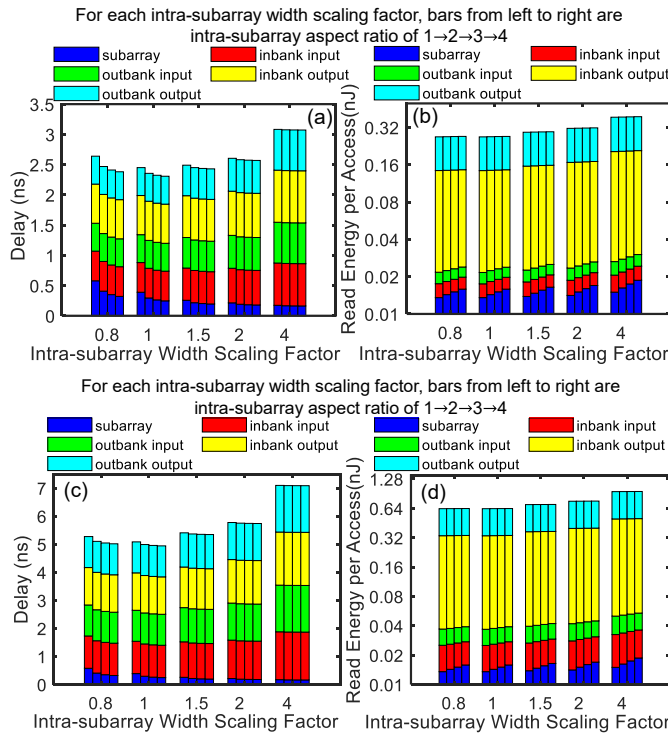 For each intra-subarray width scaling factor, bars from left to right are
intra-subarray aspect ratio of 1→2→3→4
subarray
inbank input
outbank input
inbank output
outbank output
subarray
inbank input
outbank input
inbank output
outbank output
(a)
Delay (ns)
3.5
3
2.5
2
1.5
1
0.5
0
0.8 1 1.5 2 4
Intra-subarray Width Scaling Factor
(b)
Read Energy per Access(nJ)
0.32
0.16
0.08
0.04
0.02
0.01
0.8 1 1.5 2 4
Intra-subarray Width Scaling Factor
For each intra-subarray width scaling factor, bars from left to right are
intra-subarray aspect ratio of 1→2→3→4
subarray
inbank input
outbank input
inbank output
outbank output
subarray
inbank input
outbank input
inbank output
outbank output
(c)
Delay (ns)
7
6
5
4
3
2
1
0
0.8 1 1.5 2 4
Intra-subarray Width Scaling Factor
(d)
Read Energy per Access(nJ)
1.28
0.64
0.32
0.16
0.08
0.04
0.02
0.01
0.8 1 1.5 2 4
Intra-subarray Width Scaling Factor